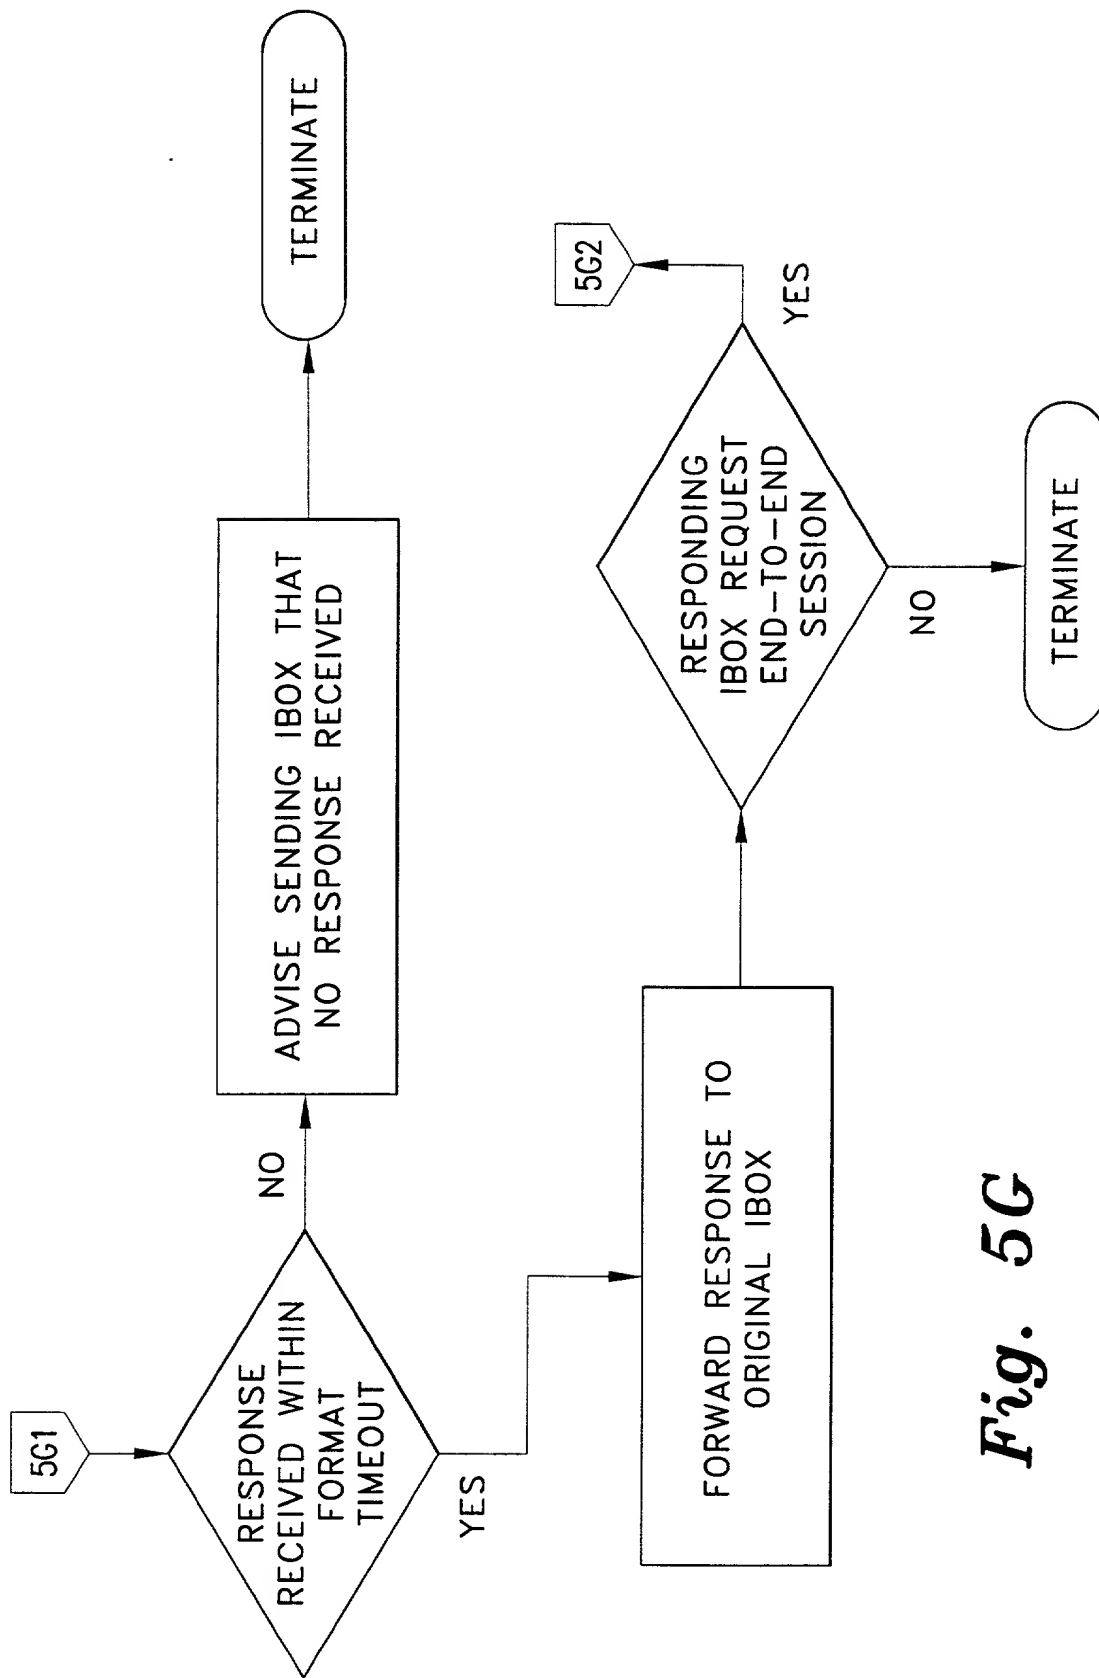 5G1
RESPONSE
RECEIVED WITHIN
FORMAT
TIMEOUT
NO
ADVISE SENDING IBOX THAT
NO RESPONSE RECEIVED
TERMINATE
YES
FORWARD RESPONSE TO
ORIGINAL IBOX
RESPONDING
IBOX REQUEST
END-TO-END
SESSION
YES
5G2
NO
TERMINATE
Fig. 5G